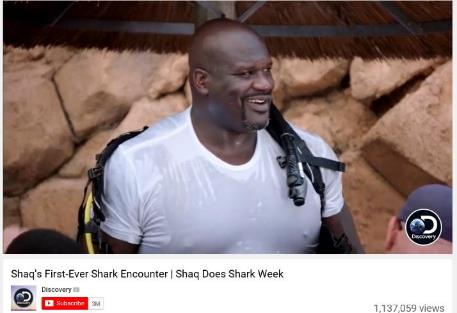 Discovery
Shaq's First-Ever Shark Encounter | Shaq Does Shark Week
Discovery
Subscribe 3M
1,137,059 views